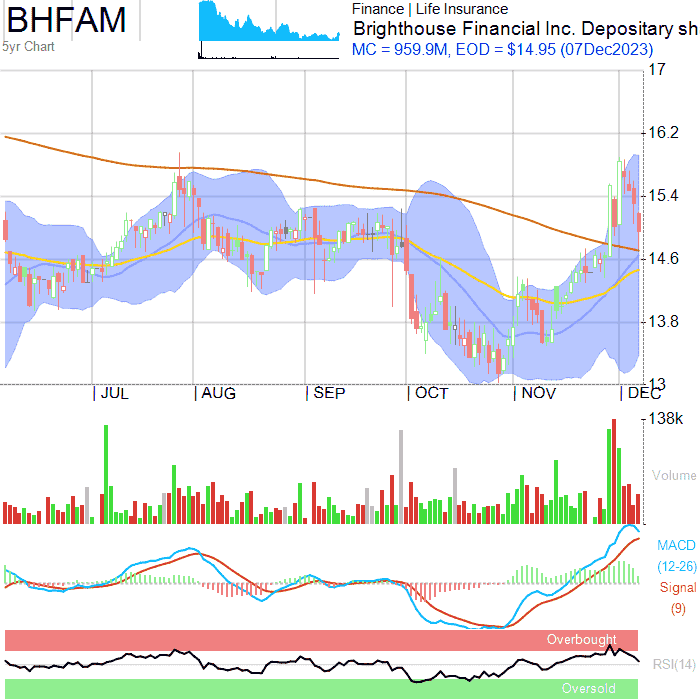 BHFAM
5yr Chart
Finance | Life Insurance
Brighthouse Financial Inc. Depositary sh
MC = 959.9M, EOD = $14.95 (07Dec2023)
17
16.2
15.4
14.6
13.8
13
JUL AUG SEP OCT NOV DEC
138k
Volume
MACD
(12-26)
Signal
(9)
Overbought
RSI(14)
Oversold